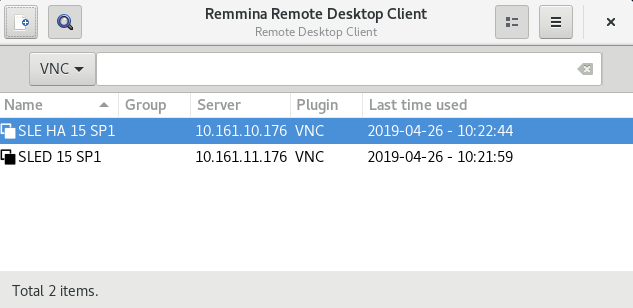 Remmina Remote Desktop Client
Remote Desktop Client
VNC
Name Group Server Plugin Last time used
SLE HA 15 SP1 10.161.10.176 VNC 2019-04-26 - 10:22:44
SLED 15 SP1 10.161.11.176 VNC 2019-04-26 - 10:21:59
Total 2 items.